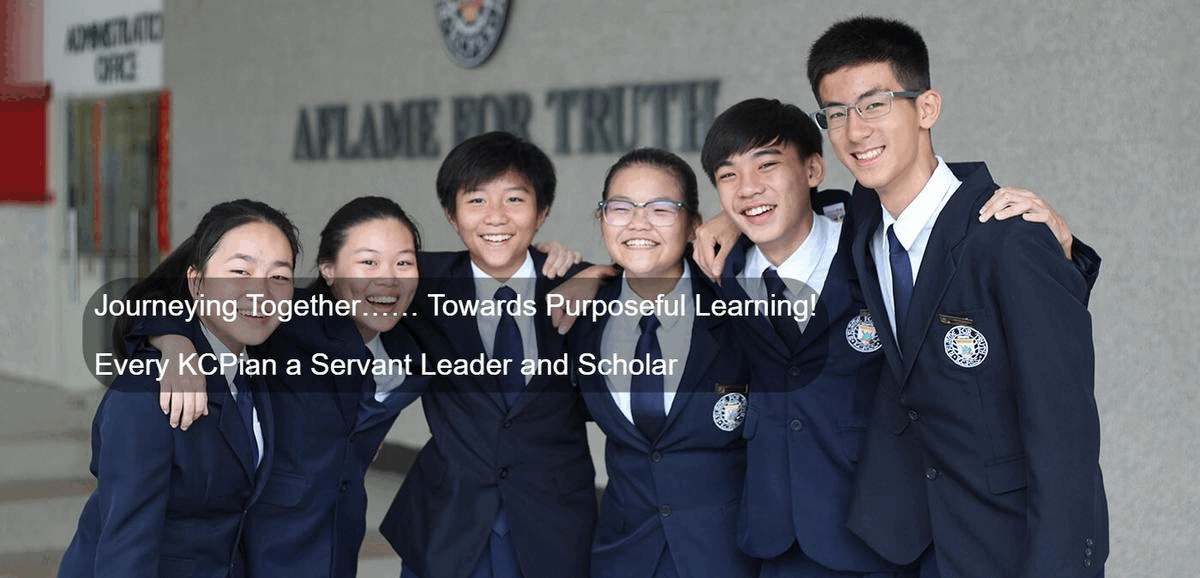 ADMINISTRATION
OFFICE
AFLAME FOR TRUTH
Journeying Together…… Towards Purposeful Learning!
Every KCPian a Servant Leader and Scholar